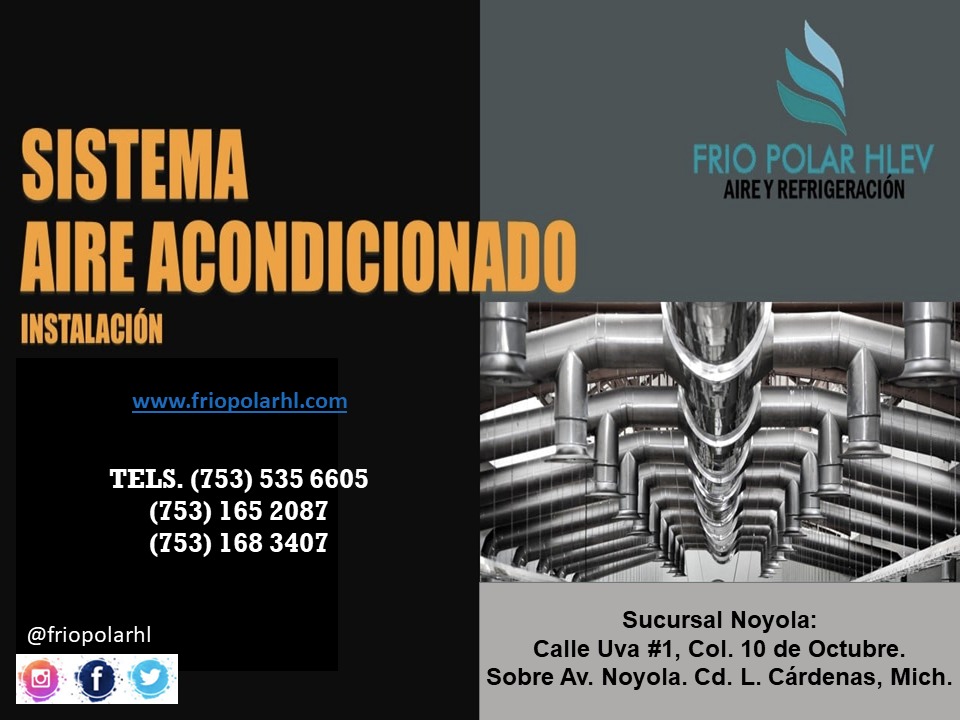 SISTEMA
AIRE ACONDICIONADO
INSTALACIÓN
FRIO POLAR HLEV
AIRE Y REFRIGERACIÓN
www.friopolarhl.com
TELS. (753) 535 6605
(753) 165 2087
(753) 168 3407
@friopolarhl
Sucursal Noyola:
Calle Uva #1, Col. 10 de Octubre.
Sobre Av. Noyola. Cd. L. Cárdenas, Mich.